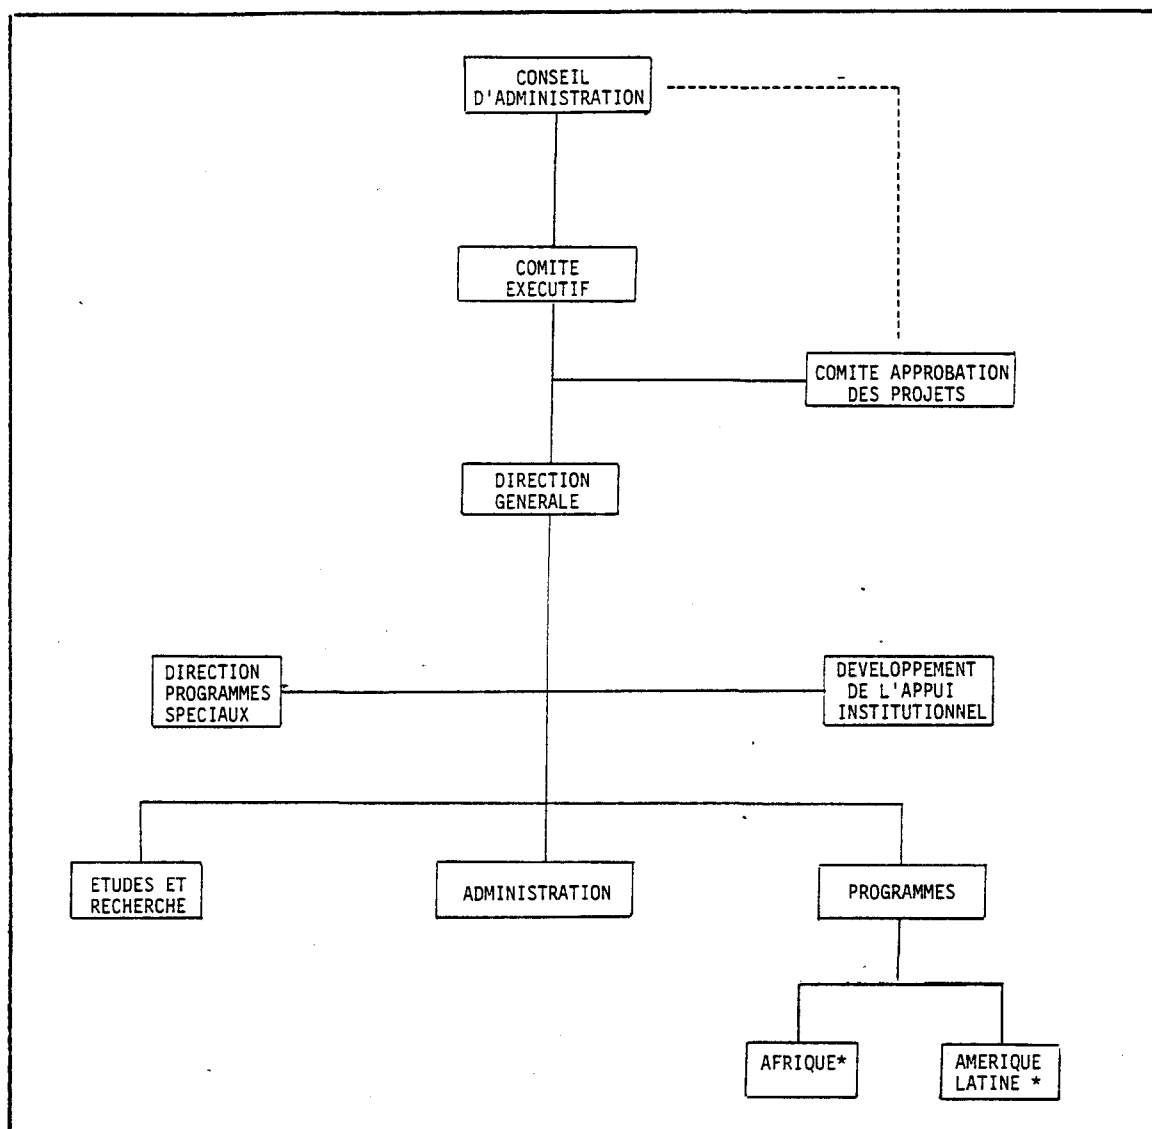 CONSEIL
D'ADMINISTRATION
COMITE
EXECUTIF
COMITE APPROBATION
DES PROJETS
DIRECTION
GENERALE
DIRECTION
PROGRAMMES
SPECIAUX
DEVELOPPEMENT
DE L'APPUI
INSTITUTIONNEL
ETUDES ET
RECHERCHE
ADMINISTRATION
PROGRAMMES
AFRIQUE*
AMERIQUE
LATINE *